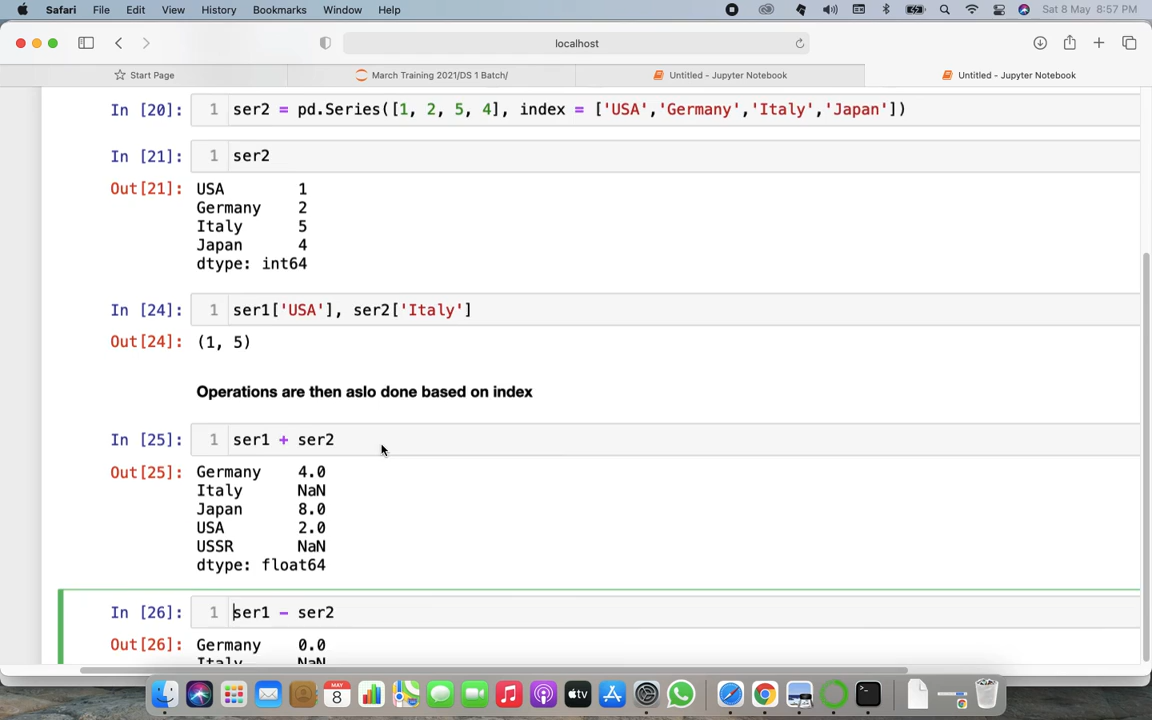 Safari File Edit View History Bookmarks Window Help Sat 8 May 8:57 PM
localhost
Start Page March Training 2021/DS 1 Batch/ Untitled - Jupyter Notebook Untitled - Jupyter Notebook
In [20]: 1 ser2 = pd.Series([1, 2, 5, 4], index = ['USA','Germany','Italy','Japan'])
In [21]: 1 ser2
Out[21]: USA 1
Germany 2
Italy 5
Japan 4
dtype: int64
In [24]: 1 ser1['USA'], ser2['Italy']
Out[24]: (1, 5)
Operations are then aslo done based on index
In [25]: 1 ser1 + ser2
Out[25]: Germany 4.0
Italy NaN
Japan 8.0
USA 2.0
USSR NaN
dtype: float64
In [26]: 1 ser1 - ser2
Out[26]: Germany 0.0
Italy NaN
MAY
8
tv